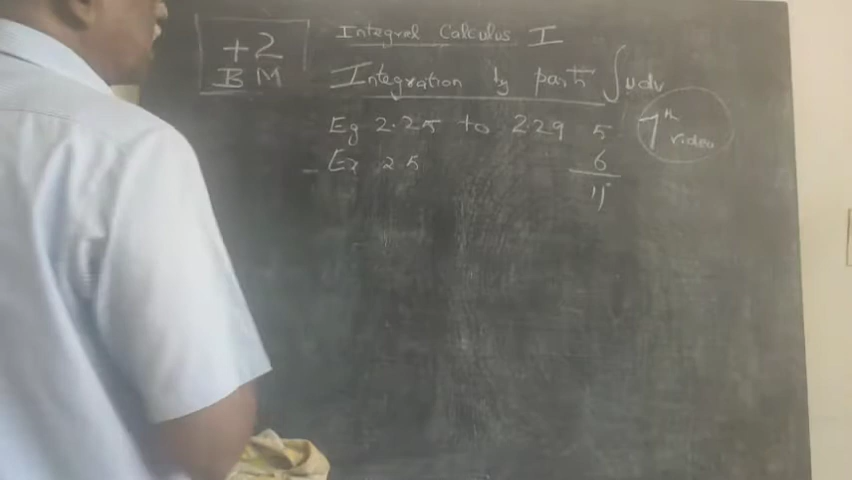 +2
BM
Integral Calculus I
Integration by parts ∫udv
Eg 2.25 to 2.29 5
Ex 2.5 6
11
7th video